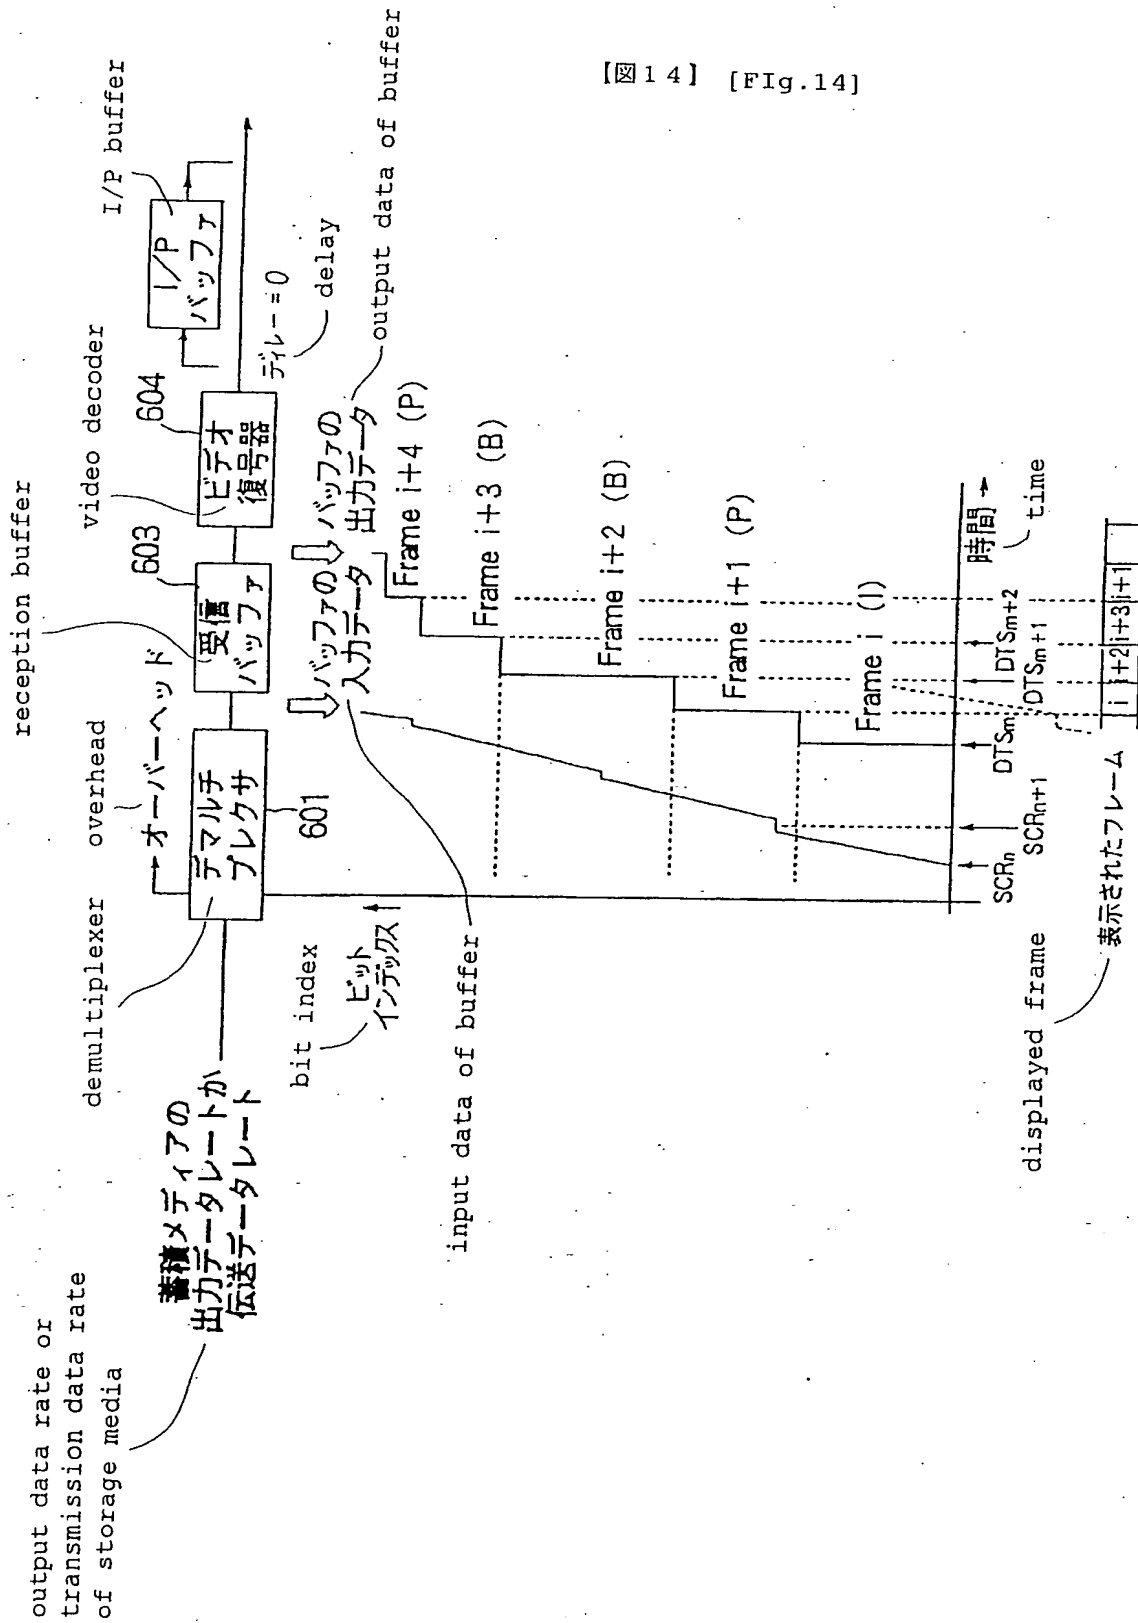 【図14】 [FIg.14]
output data rate or
transmission data rate
of storage media
蓄積メディアの
出力データレートか
伝送データレート
demultiplexer
デマルチ
プレクサ
601
overhead
オーバーヘッド
reception buffer
受信
バッファ
603
video decoder
ビデオ
復号器
604
I/P buffer
I/P
バッファ
ディレー=0
delay
bit index
ビット
インデックス
input data of buffer
バッファの
入力データ
バッファの
出力データ
output data of buffer
Frame i+4 (P)
Frame i+3 (B)
Frame i+2 (B)
Frame i+1 (P)
Frame i (I)
時間
time
SCRn
SCRn+1
DTSm
DTSm+1
DTSm+2
displayed frame
表示されたフレーム
i i+2 i+3 i+1